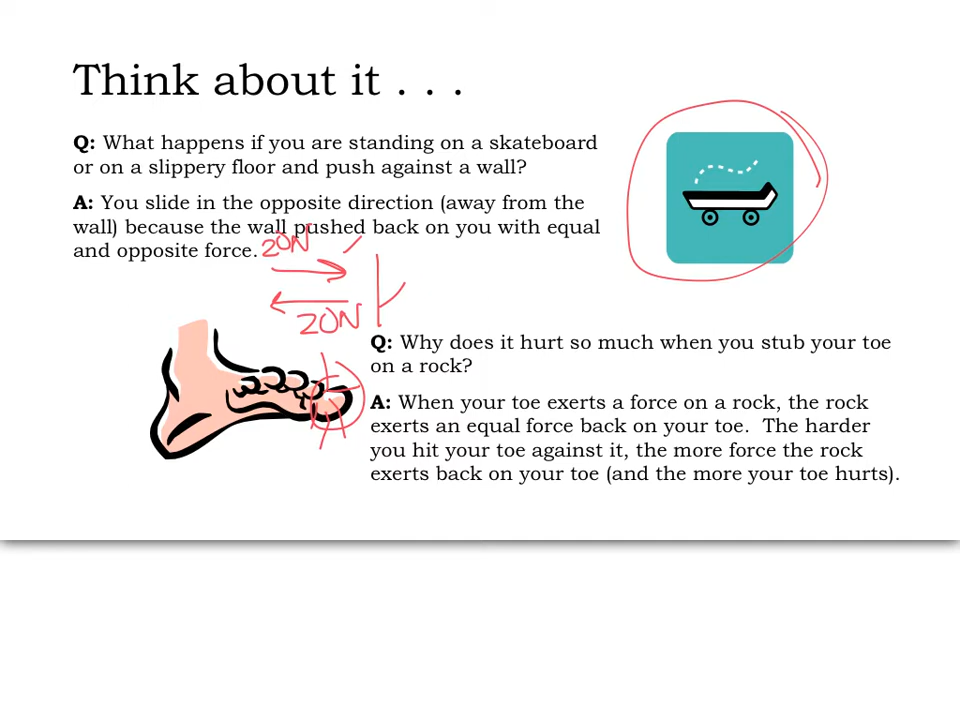 Think about it . . .
Q: What happens if you are standing on a skateboard
or on a slippery floor and push against a wall?
A: You slide in the opposite direction (away from the
wall) because the wall pushed back on you with equal
and opposite force.
20N
20N
Q: Why does it hurt so much when you stub your toe
on a rock?
A: When your toe exerts a force on a rock, the rock
exerts an equal force back on your toe.  The harder
you hit your toe against it, the more force the rock
exerts back on your toe (and the more your toe hurts).